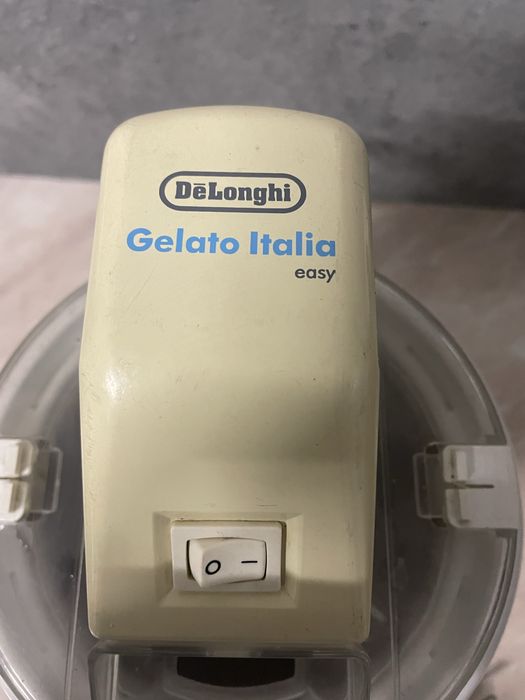 DēLonghi
Gelato Italia
easy
O –